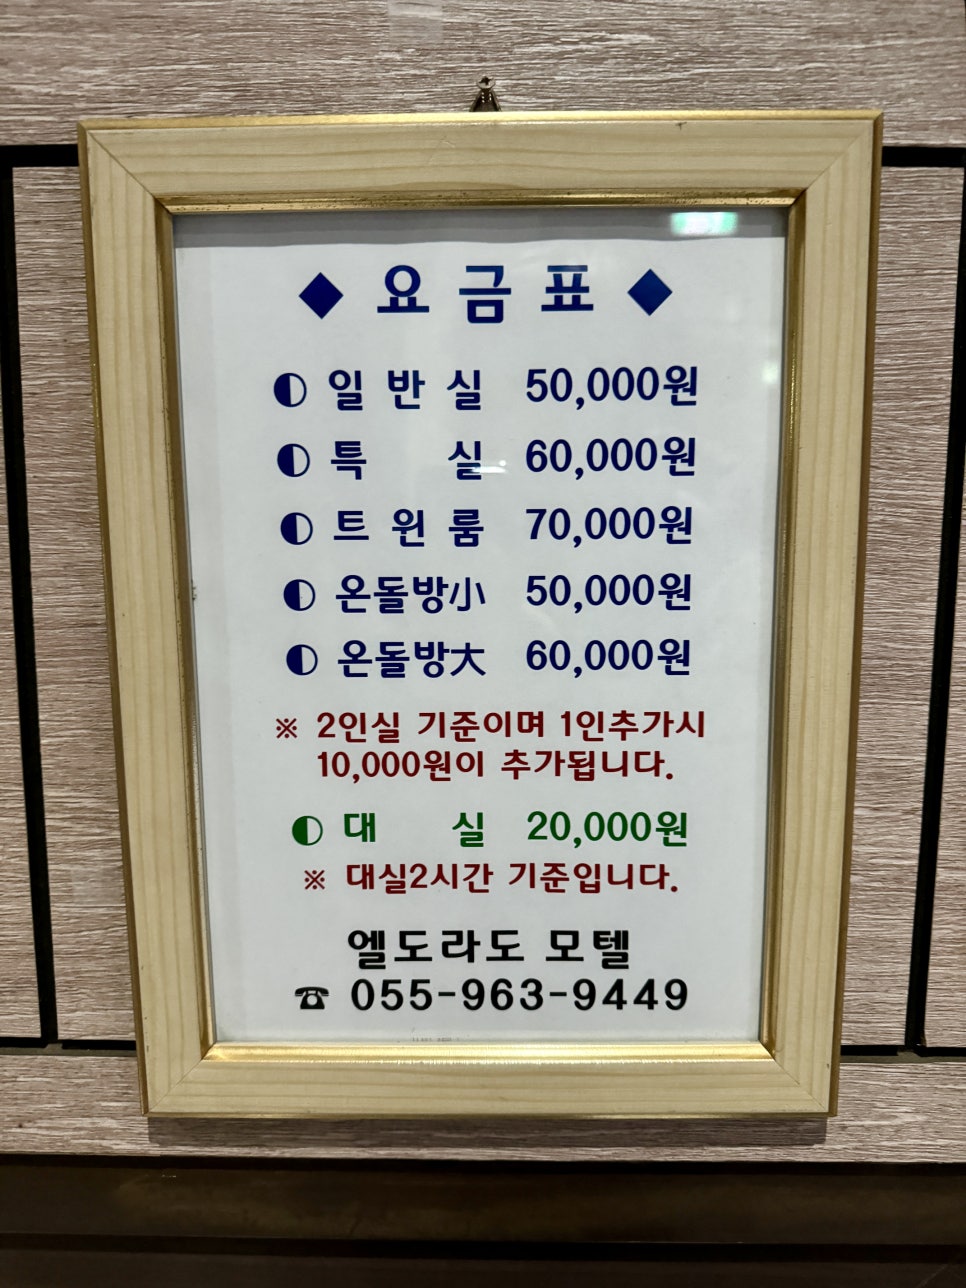 ◆ 요 금 표 ◆
◐ 일 반 실 50,000원
◐ 특 실 60,000원
◐ 트 윈 룸 70,000원
◐ 온돌방小 50,000원
◐ 온돌방大 60,000원
※ 2인실 기준이며 1인추가시
10,000원이 추가됩니다.
◐ 대 실 20,000원
※ 대실2시간 기준입니다.
엘도라도 모텔
☎ 055-963-9449